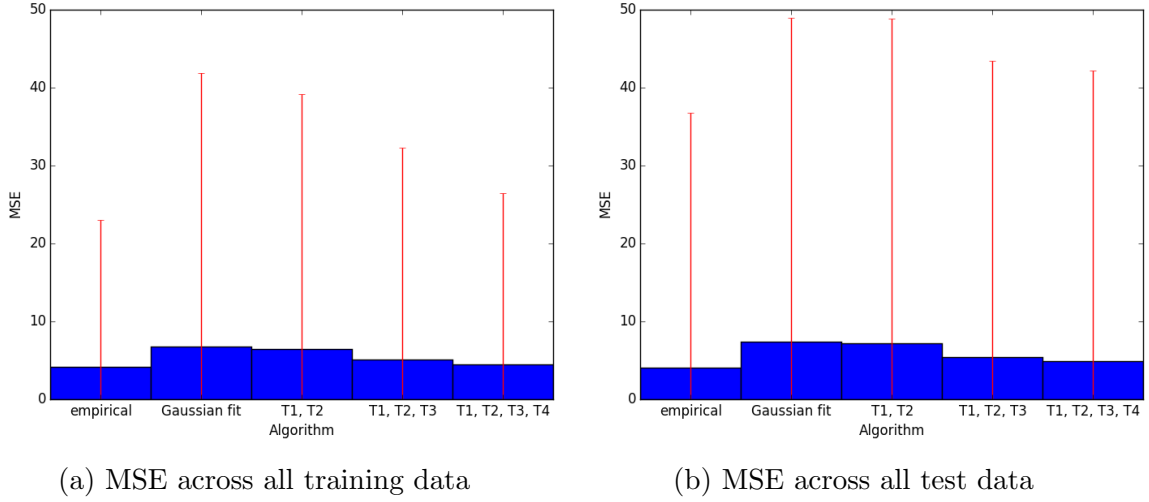 50
40
30
20
10
0
MSE
empirical
Gaussian fit
T1, T2
T1, T2, T3
T1, T2, T3, T4
Algorithm
(a) MSE across all training data
50
40
30
20
10
0
MSE
empirical
Gaussian fit
T1, T2
T1, T2, T3
T1, T2, T3, T4
Algorithm
(b) MSE across all test data